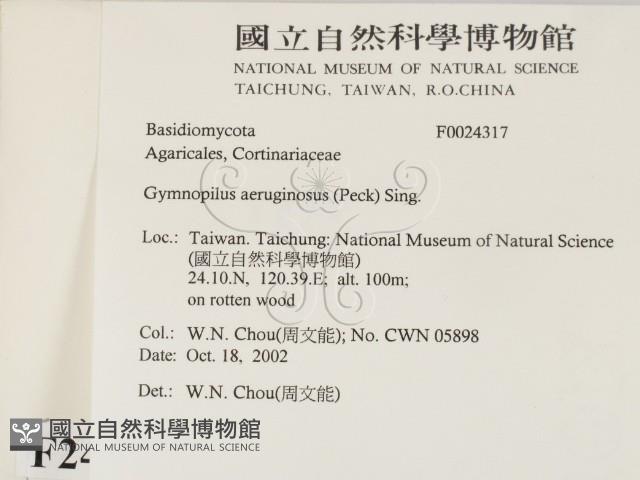 國立自然科學博物館
NATIONAL MUSEUM OF NATURAL SCIENCE
TAICHUNG, TAIWAN, R.O.CHINA
Basidiomycota F0024317
Agaricales, Cortinariaceae
Gymnopilus aeruginosus (Peck) Sing.
Loc.: Taiwan. Taichung: National Museum of Natural Science
(國立自然科學博物館)
24.10.N, 120.39.E; alt. 100m;
on rotten wood
Col.: W.N. Chou(周文能); No. CWN 05898
Date: Oct. 18, 2002
Det.: W.N. Chou(周文能)
國立自然科學博物館
NATIONAL MUSEUM OF NATURAL SCIENCE